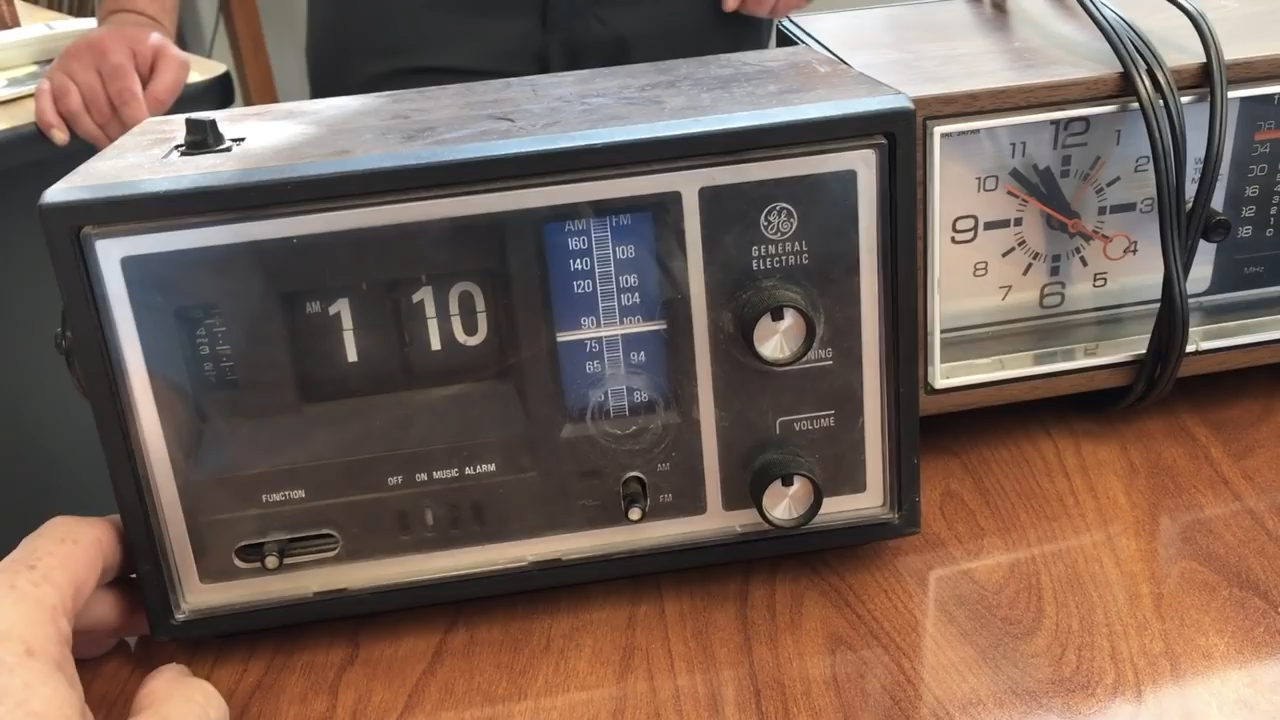 AM FM
160
108
140
120 106
104
90 100
75
94
65
88
AM
1 10
GENERAL
ELECTRIC
VOLUME
OFF ON MUSIC ALARM
FUNCTION
AM
FM
12
11 1
10 2
9 3
8 4
7 5
6
MHz